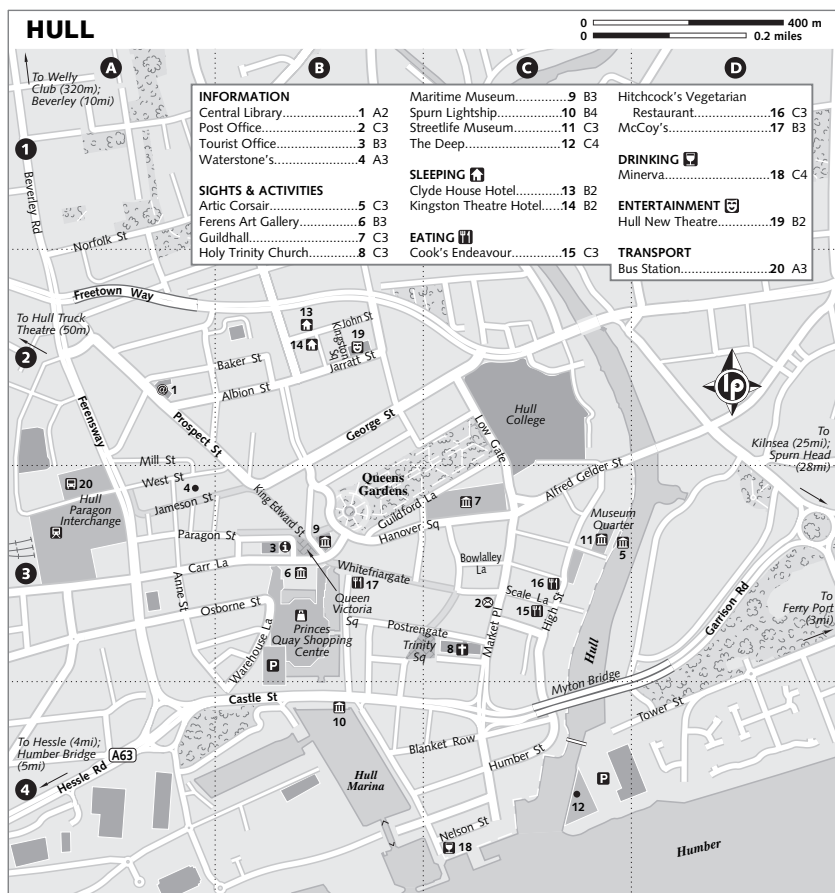 HULL
0 400 m
0 0.2 miles
A
B
C
D
To Welly
Club (320m);
Beverley (10mi)
INFORMATION
Central Library 1 A2
Post Office 2 C3
Tourist Office 3 B3
Waterstone's 4 A3
SIGHTS & ACTIVITIES
Artic Corsair 5 C3
Ferens Art Gallery 6 B3
Guildhall 7 C3
Holy Trinity Church 8 C3
Maritime Museum 9 B3
Spurn Lightship 10 B4
Streetlife Museum 11 C3
The Deep 12 C4
SLEEPING
Clyde House Hotel 13 B2
Kingston Theatre Hotel 14 B2
EATING
Cook's Endeavour 15 C3
Hitchcock's Vegetarian
Restaurant 16 C3
McCoy's 17 B3
DRINKING
Minerva 18 C4
ENTERTAINMENT
Hull New Theatre 19 B2
TRANSPORT
Bus Station 20 A3
1
Beverley Rd
Norfolk St
Freetown Way
To Hull Truck
Theatre (50m)
2
13
John St
Kingston
Sq
19
14
Jarratt St
Baker St
@ 1
Albion St
Ferensway
Prospect St
George St
Low Gate
Hull
College
lp
To
Kilnsea (25mi);
Spurn Head
(28mi)
Mill St
West St
4
Jameson St
20
Hull
Paragon
Interchange
King Edward St
Queens
Gardens
Guildford La
7
Alfred Gelder St
Hanover Sq
Museum
Quarter
11
5
Paragon St
9
3
i
3
Carr La
6
Whitefriargate
17
Bowlalley
La
16
Scale La
2
15
High St
Anne St
Osborne St
Queen
Victoria
Sq
Princes
Quay Shopping
Centre
Warehouse La
P
Postrengate
Trinity
Sq
8
Market Pl
Hull
Garrison Rd
To
Ferry Port
(3mi)
Myton Bridge
Castle St
10
Tower St
To Hessle (4mi);
Humber Bridge
(5mi)
A63
Hessle Rd
4
Blanket Row
Humber St
Hull
Marina
P
12
Nelson St
18
Humber